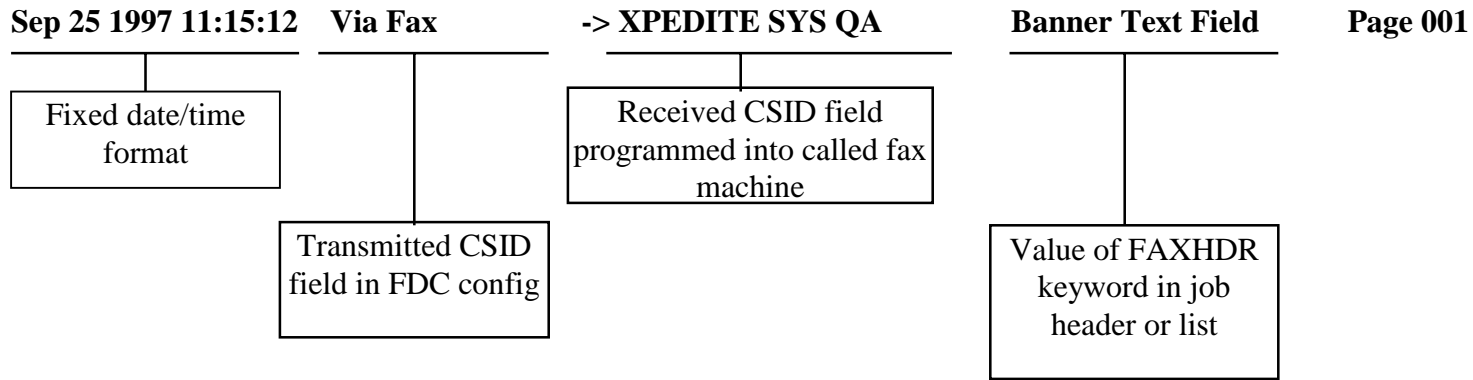 Sep 25 1997 11:15:12 Via Fax -> XPEDITE SYS QA Banner Text Field Page 001
Fixed date/time
format
Received CSID field
programmed into called fax
machine
Transmitted CSID
field in FDC config
Value of FAXHDR
keyword in job
header or list